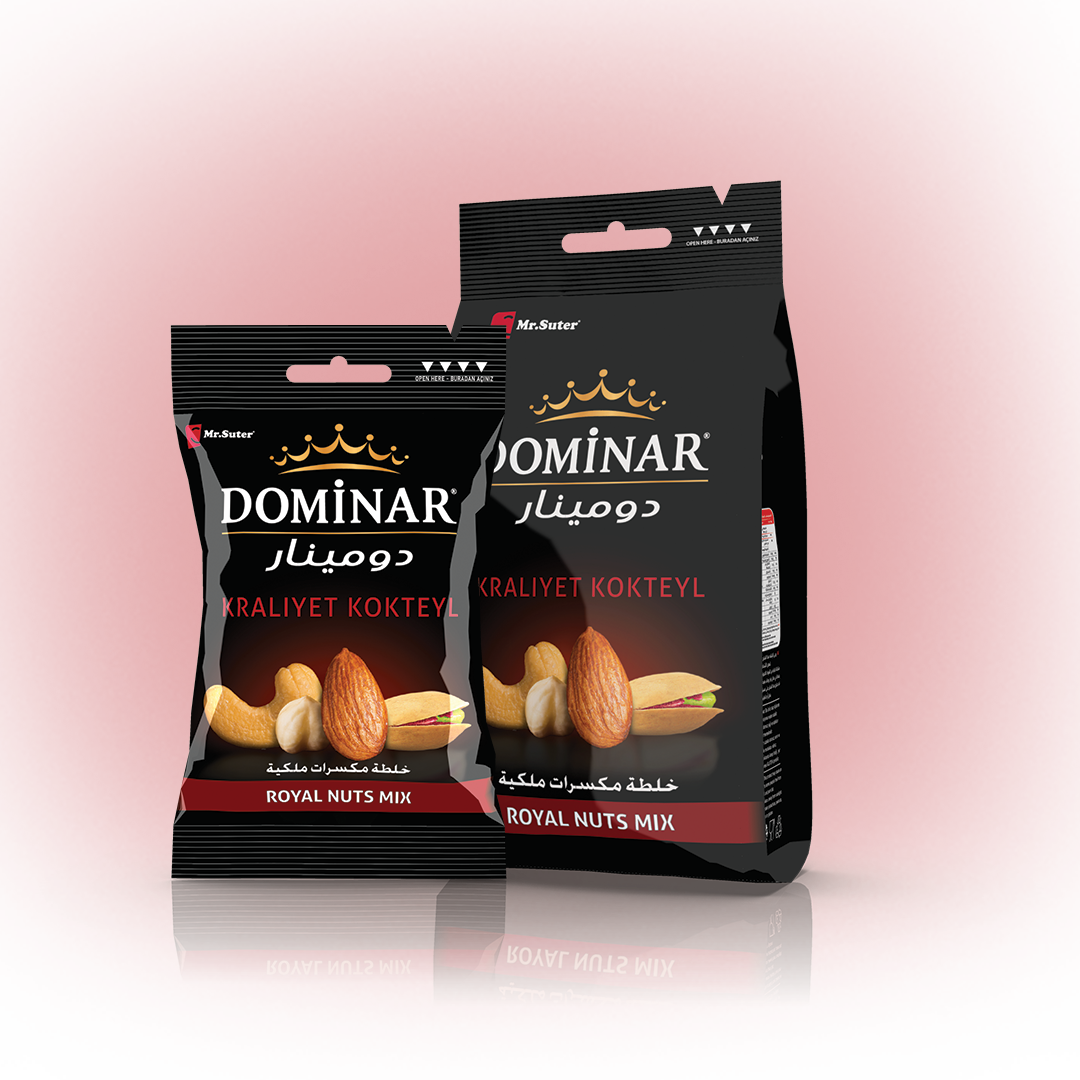 OPEN HERE - BURADAN AÇINIZ
Mr.Suter®
DOMİNAR®
دومينار
KRALIYET KOKTEYL
خلطة مكسرات ملكية
ROYAL NUTS MIX
OPEN HERE - BURADAN AÇINIZ
Mr.Suter®
DOMİNAR®
دومينار
KRALIYET KOKTEYL
خلطة مكسرات ملكية
ROYAL NUTS MIX